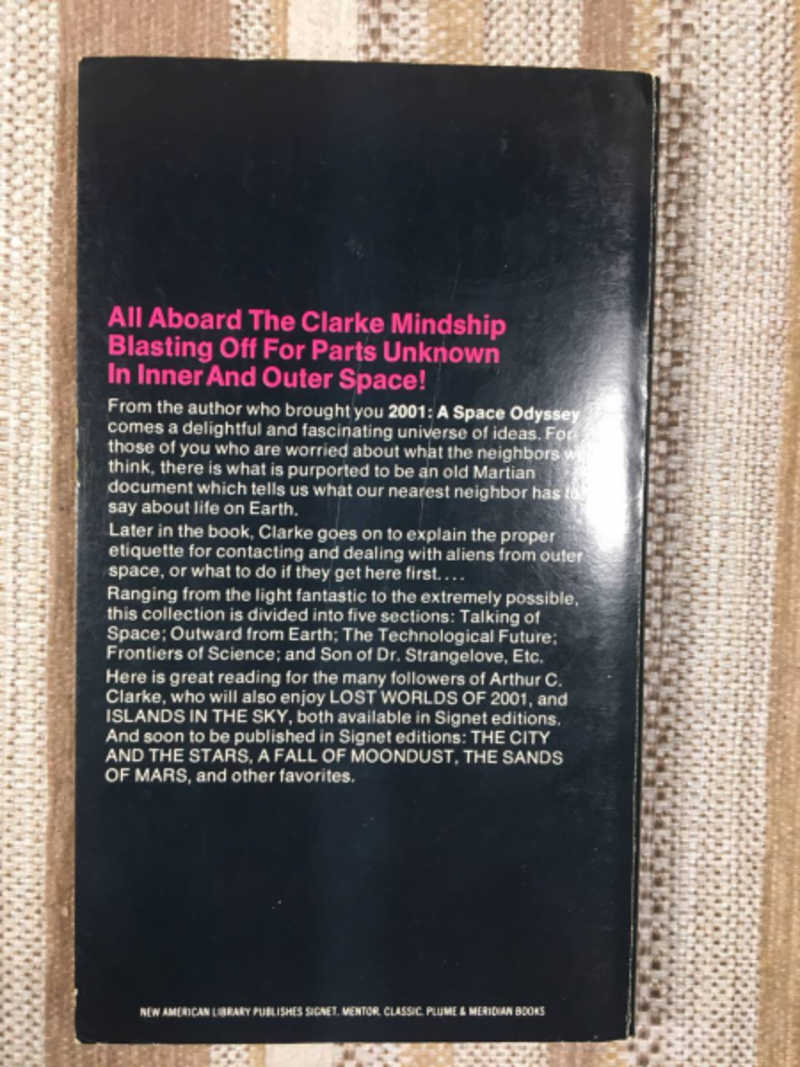 All Aboard The Clarke Mindship
Blasting Off For Parts Unknown
In Inner And Outer Space!
From the author who brought you 2001: A Space Odyssey
comes a delightful and fascinating universe of ideas. For
those of you who are worried about what the neighbors
think, there is what is purported to be an old Martian
document which tells us what our nearest neighbor has to
say about life on Earth.
Later in the book, Clarke goes on to explain the proper
etiquette for contacting and dealing with aliens from outer
space, or what to do if they get here first....
Ranging from the light fantastic to the extremely possible,
this collection is divided into five sections: Talking of
Space; Outward from Earth; The Technological Future;
Frontiers of Science; and Son of Dr. Strangelove, Etc.
Here is great reading for the many followers of Arthur C.
Clarke, who will also enjoy LOST WORLDS OF 2001, and
ISLANDS IN THE SKY, both available in Signet editions.
And soon to be published in Signet editions: THE CITY
AND THE STARS, A FALL OF MOONDUST, THE SANDS
OF MARS, and other favorites.
NEW AMERICAN LIBRARY PUBLISHES SIGNET, MENTOR, CLASSIC, PLUME & MERIDIAN BOOKS